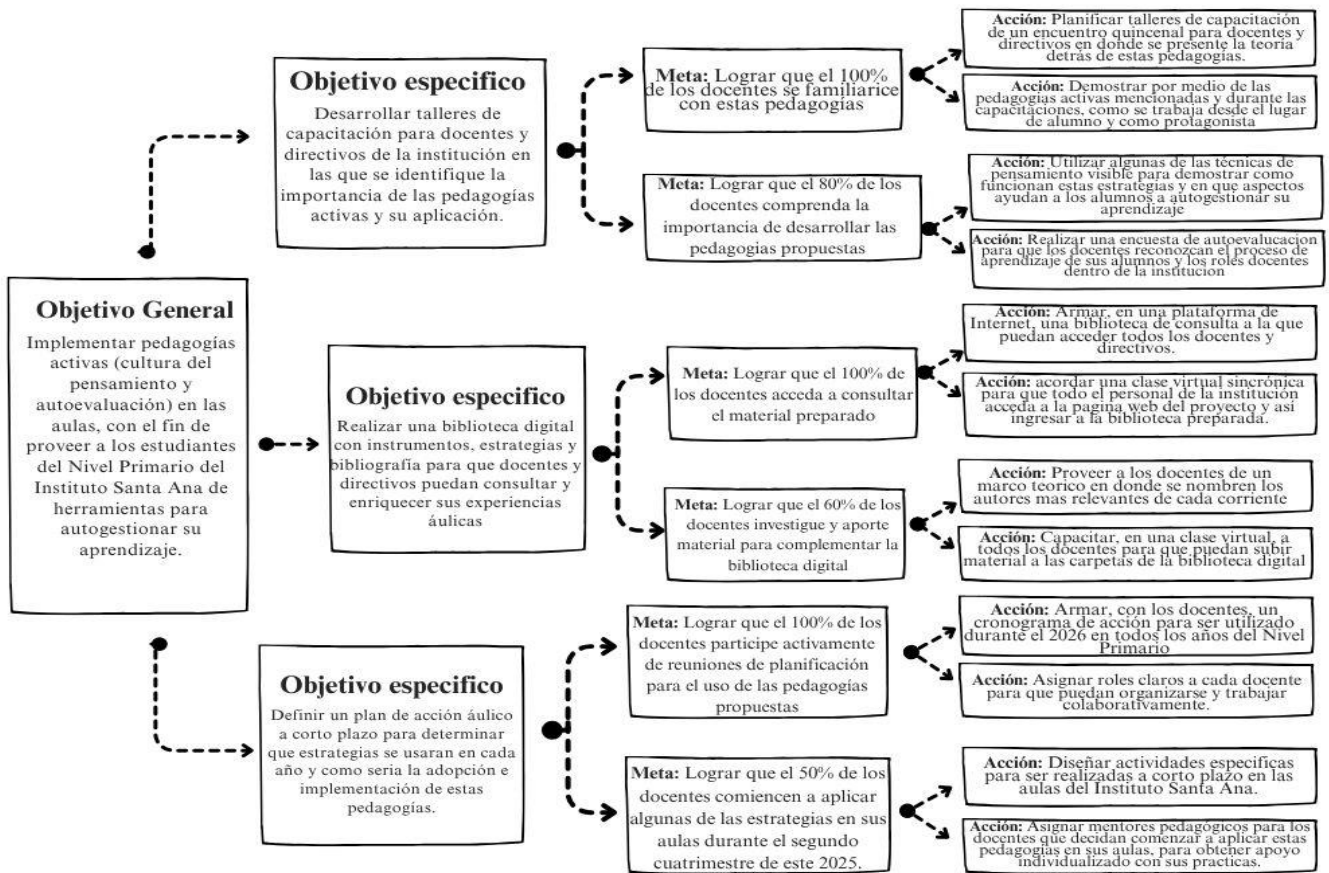 Objetivo General
Implementar pedagogías
activas (cultura del
pensamiento y
autoevaluación) en las
aulas, con el fin de
proveer a los estudiantes
del Nivel Primario del
Instituto Santa Ana de
herramientas para
autogestionar su
aprendizaje.
Objetivo especifico
Desarrollar talleres de
capacitación para docentes y
directivos de la institución en
las que se identifique la
importancia de las pedagogías
activas y su aplicación.
Meta: Lograr que el 100%
de los docentes se familiarice
con estas pedagogías
Acción: Planificar talleres de capacitación
de un encuentro quincenal para docentes y
directivos en donde se presente la teoría
detrás de estas pedagogías.
Acción: Demostrar por medio de las
pedagogías activas mencionadas y durante las
capacitaciones, como se trabaja desde el lugar
de alumno y como protagonista
Meta: Lograr que el 80% de los
docentes comprenda la
importancia de desarrollar las
pedagogías propuestas
Acción: Utilizar algunas de las técnicas de
pensamiento visible para demostrar como
funcionan estas estrategias y en que aspectos
ayudan a los alumnos a autogestionar su
aprendizaje
Acción: Realizar una encuesta de autoevalucacion
para que los docentes reconozcan el proceso de
aprendizaje de sus alumnos y los roles docentes
dentro de la institucion
Objetivo especifico
Realizar una biblioteca digital
con instrumentos, estrategias y
bibliografía para que docentes y
directivos puedan consultar y
enriquecer sus experiencias
áulicas
Meta: Lograr que el 100% de
los docentes acceda a consultar
el material preparado
Acción: Armar, en una plataforma de
Internet, una biblioteca de consulta a la que
puedan acceder todos los docentes y
directivos.
Acción: acordar una clase virtual sincrónica
para que todo el personal de la institución
acceda a la pagina web del proyecto y así
ingresar a la biblioteca preparada.
Meta: Lograr que el 60% de los
docentes investigue y aporte
material para complementar la
biblioteca digital
Acción: Proveer a los docentes de un
marco teorico en donde se nombren los
autores mas relevantes de cada corriente
Acción: Capacitar, en una clase virtual, a
todos los docentes para que puedan subir
material a las carpetas de la biblioteca digital
Objetivo especifico
Definir un plan de acción áulico
a corto plazo para determinar
que estrategias se usaran en cada
año y como seria la adopción e
implementación de estas
pedagogías.
Meta: Lograr que el 100% de los
docentes participe activamente
de reuniones de planificación
para el uso de las pedagogías
propuestas
Acción: Armar, con los docentes, un
cronograma de acción para ser utilizado
durante el 2026 en todos los años del Nivel
Primario
Acción: Asignar roles claros a cada docente
para que puedan organizarse y trabajar
colaborativamente.
Meta: Lograr que el 50% de los
docentes comiencen a aplicar
algunas de las estrategias en sus
aulas durante el segundo
cuatrimestre de este 2025.
Acción: Diseñar actividades especificas
para ser realizadas a corto plazo en las
aulas del Instituto Santa Ana.
Acción: Asignar mentores pedagógicos para los
docentes que decidan comenzar a aplicar estas
pedagogías en sus aulas, para obtener apoyo
individualizado con sus practicas.